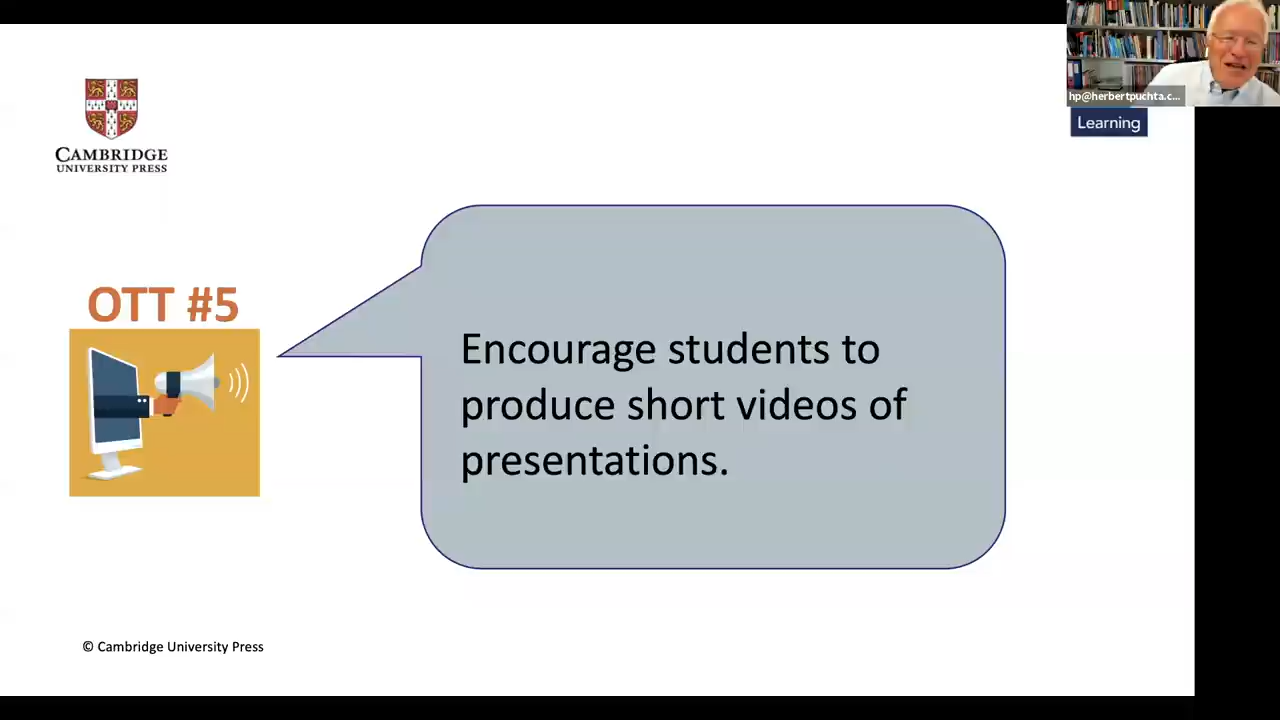 CAMBRIDGE
UNIVERSITY PRESS
hp@herbertpuchta.c...
Learning
OTT #5
Encourage students to
produce short videos of
presentations.
© Cambridge University Press